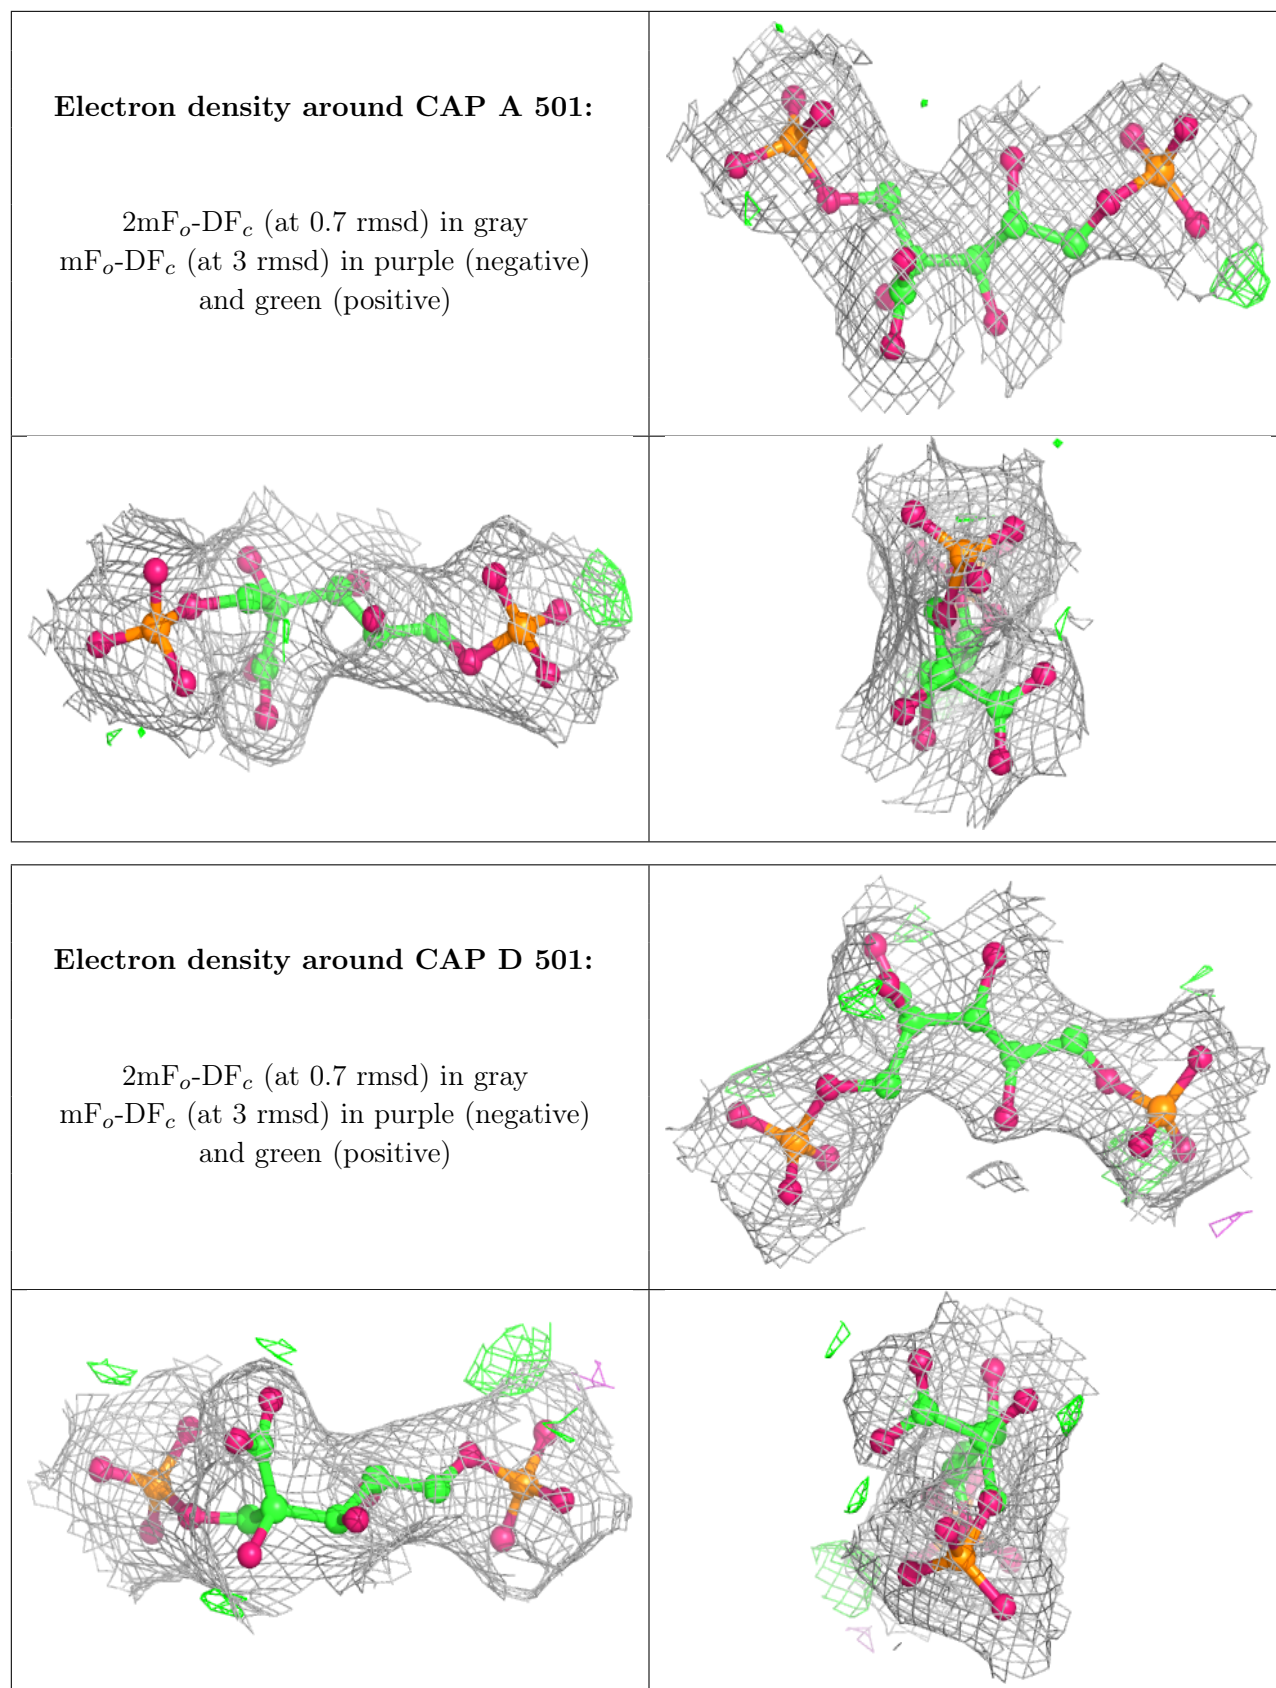 Electron density around CAP A 501:
2mFₒ-DF𝑐 (at 0.7 rmsd) in gray
mFₒ-DF𝑐 (at 3 rmsd) in purple (negative)
and green (positive)
Electron density around CAP D 501:
2mFₒ-DF𝑐 (at 0.7 rmsd) in gray
mFₒ-DF𝑐 (at 3 rmsd) in purple (negative)
and green (positive)